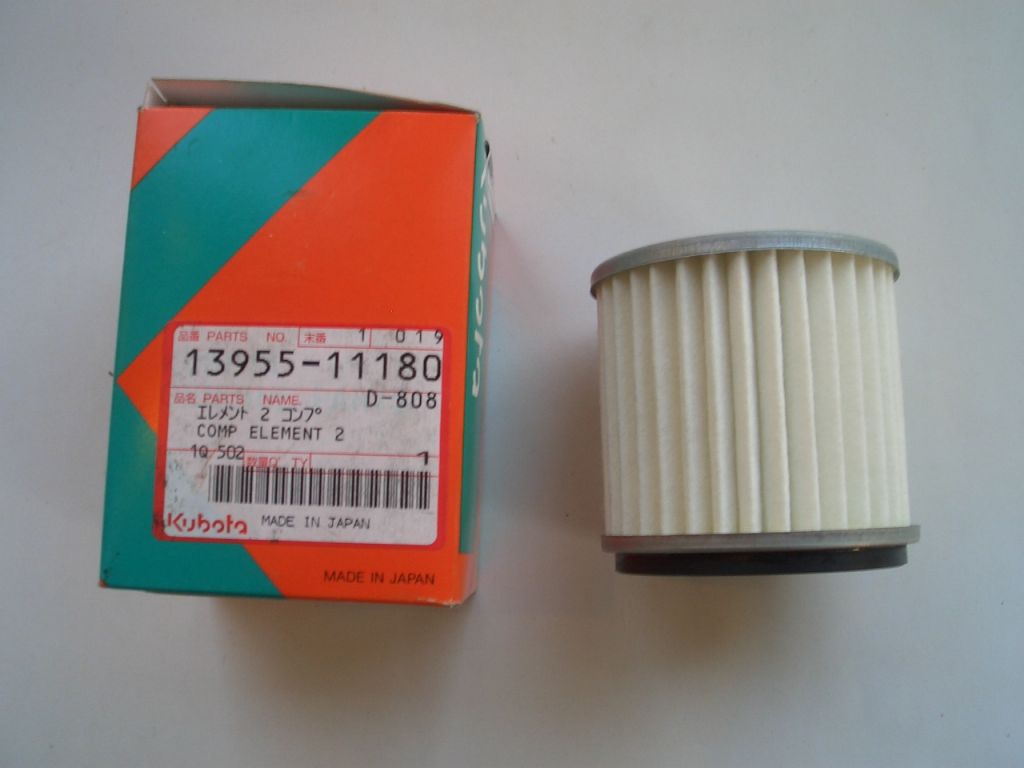 品番 PARTS NO. 末番 1 019
13955-11180
品名 PARTS NAME. D-808
エレメント 2 コンプ
COMP ELEMENT 2
1Q 502 数量Q'TY 1
Kubota MADE IN JAPAN
MADE IN JAPAN
Kubota